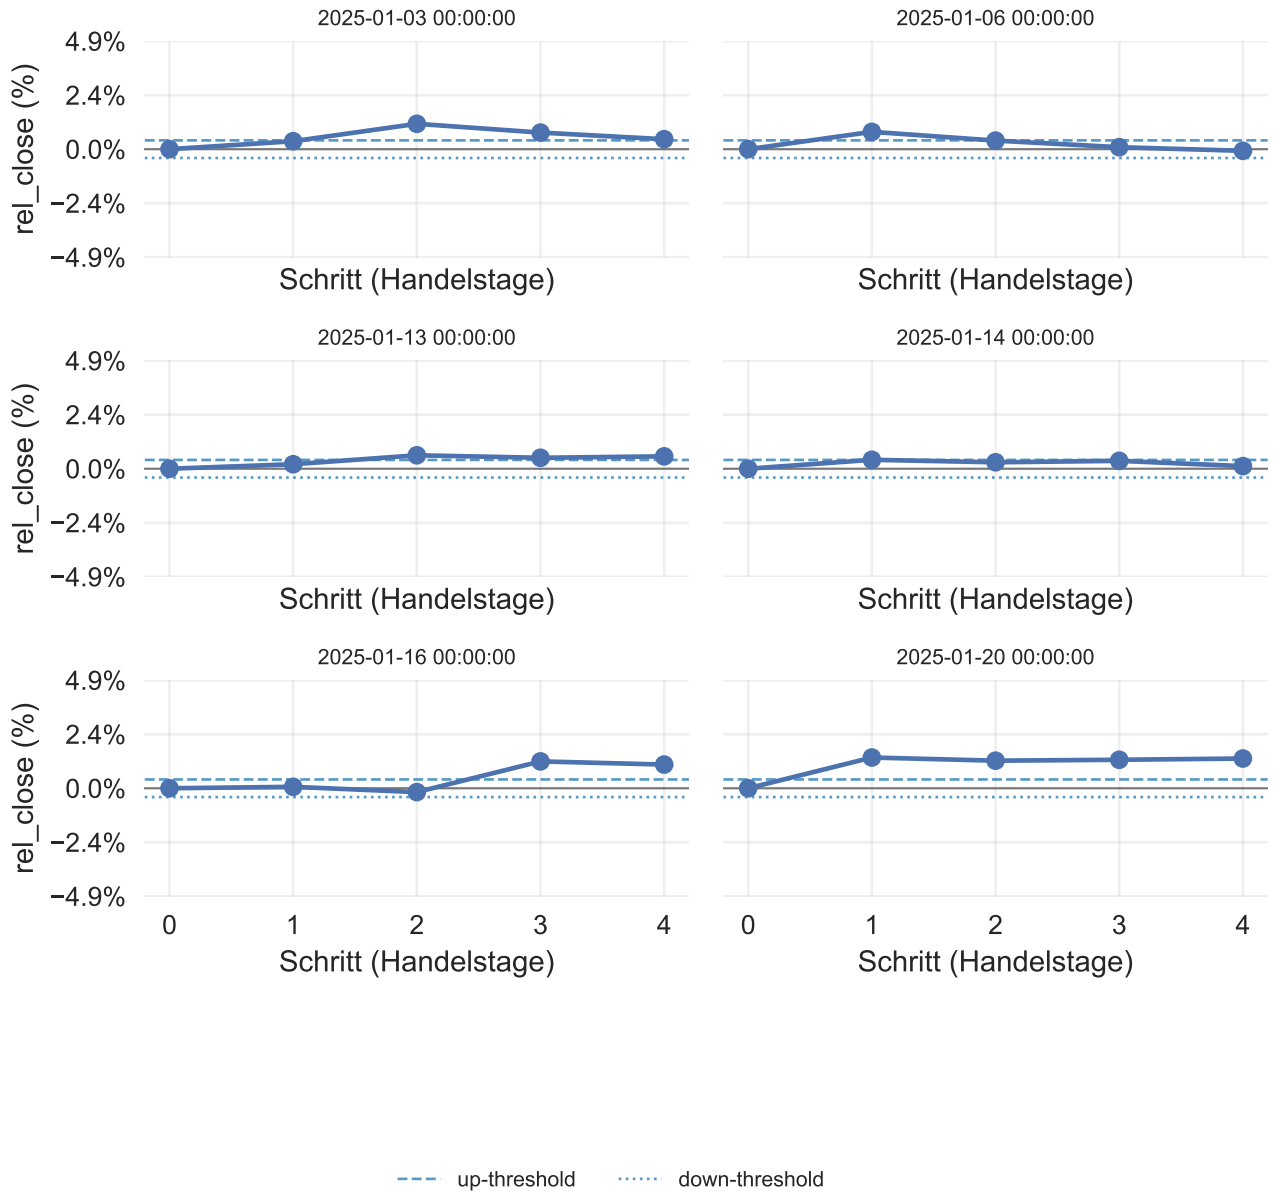 2025-01-03 00:00:00
2025-01-06 00:00:00
4.9%
2.4%
0.0%
−2.4%
−4.9%
rel_close (%)
Schritt (Handelstage)
Schritt (Handelstage)
2025-01-13 00:00:00
2025-01-14 00:00:00
4.9%
2.4%
0.0%
−2.4%
−4.9%
rel_close (%)
Schritt (Handelstage)
Schritt (Handelstage)
2025-01-16 00:00:00
2025-01-20 00:00:00
4.9%
2.4%
0.0%
−2.4%
−4.9%
rel_close (%)
0 1 2 3 4
0 1 2 3 4
Schritt (Handelstage)
Schritt (Handelstage)
up-threshold
down-threshold